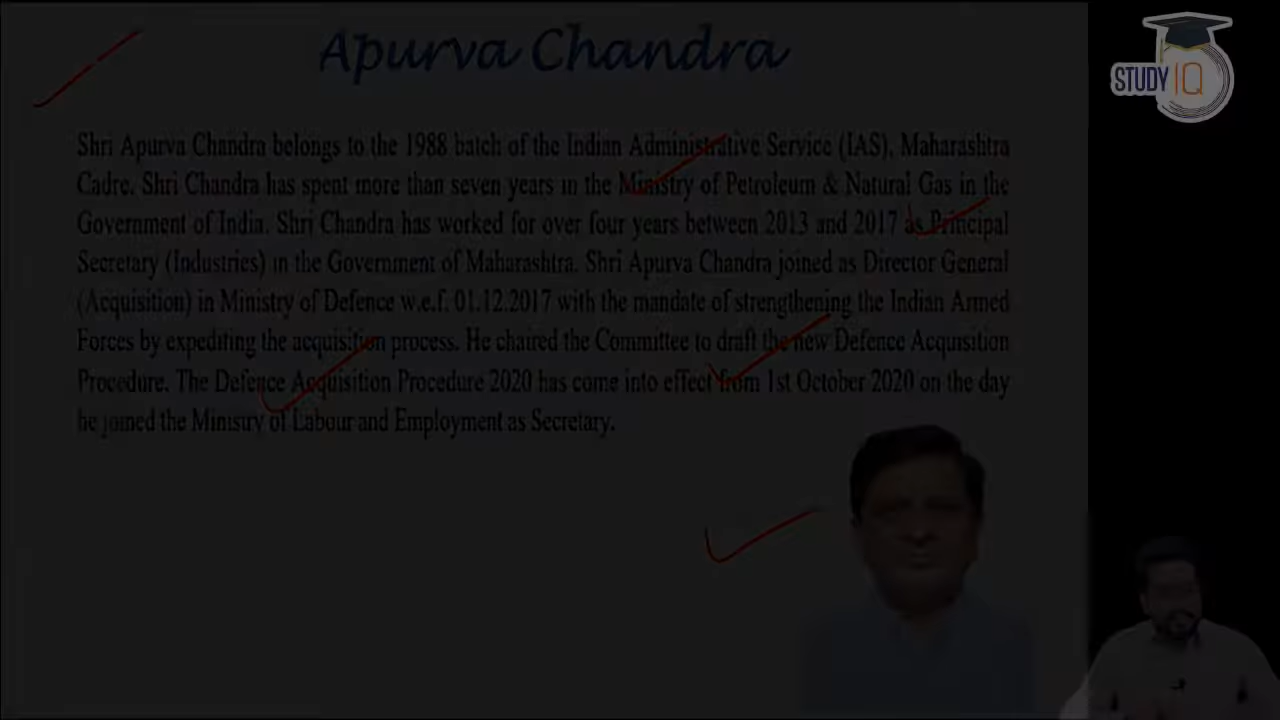 Apurva Chandra
STUDY IQ
Shri Apurva Chandra belongs to the 1988 batch of the Indian Administrative Service (IAS), Maharashtra
Cadre. Shri Chandra has spent more than seven years in the Ministry of Petroleum & Natural Gas in the
Government of India. Shri Chandra has worked for over four years between 2013 and 2017 as Principal
Secretary (Industries) in the Government of Maharashtra. Shri Apurva Chandra joined as Director General
(Acquisition) in Ministry of Defence w.e.f. 01.12.2017 with the mandate of strengthening the Indian Armed
Forces by expediting the acquisition process. He chaired the Committee to draft the new Defence Acquisition
Procedure. The Defence Acquisition Procedure 2020 has come into effect from 1st October 2020 on the day
he joined the Ministry of Labour and Employment as Secretary.